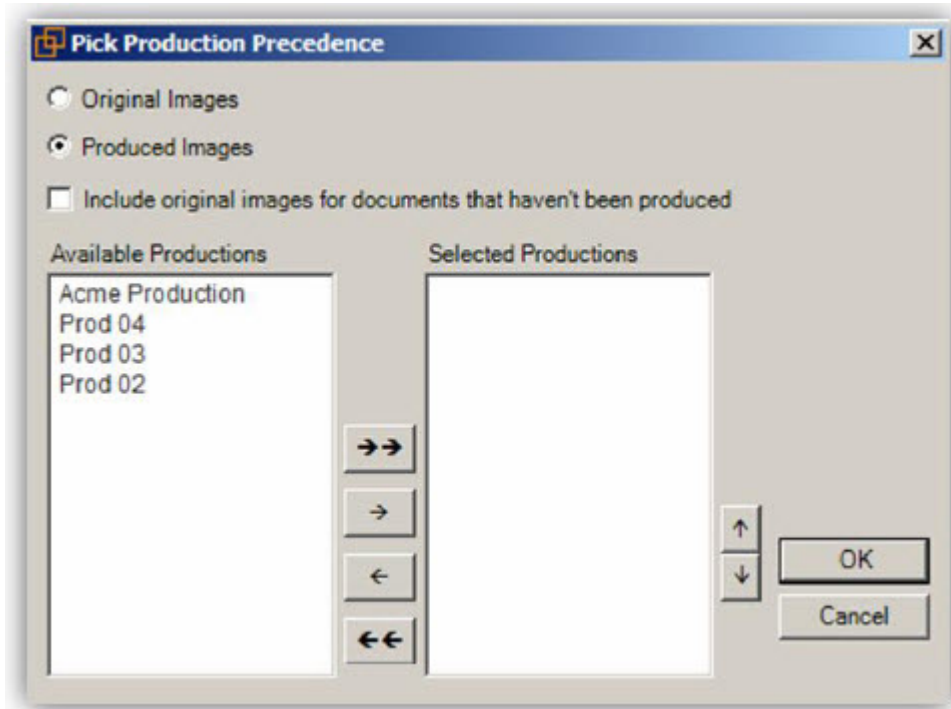 Pick Production Precedence
Original Images
Produced Images
Include original images for documents that haven't been produced
Available Productions
Selected Productions
Acme Production
Prod 04
Prod 03
Prod 02
→→
→
←
←←
↑
↓
OK
Cancel